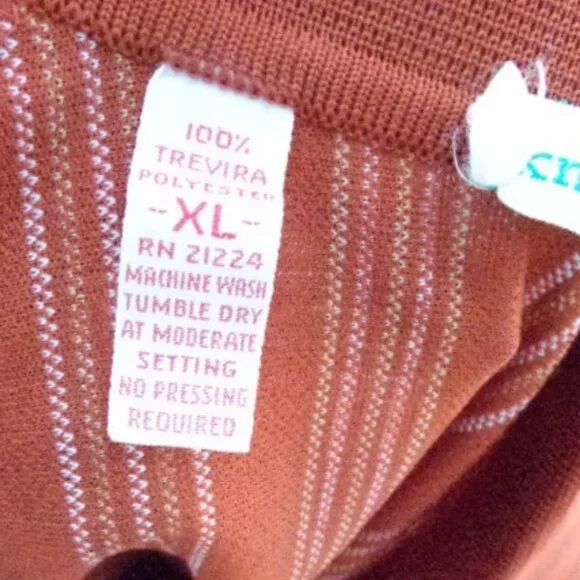 100%
TREVIRA
POLYESTER
-XL-
RN 21224
MACHINE WASH
TUMBLE DRY
AT MODERATE
SETTING
NO PRESSING
REQUIRED